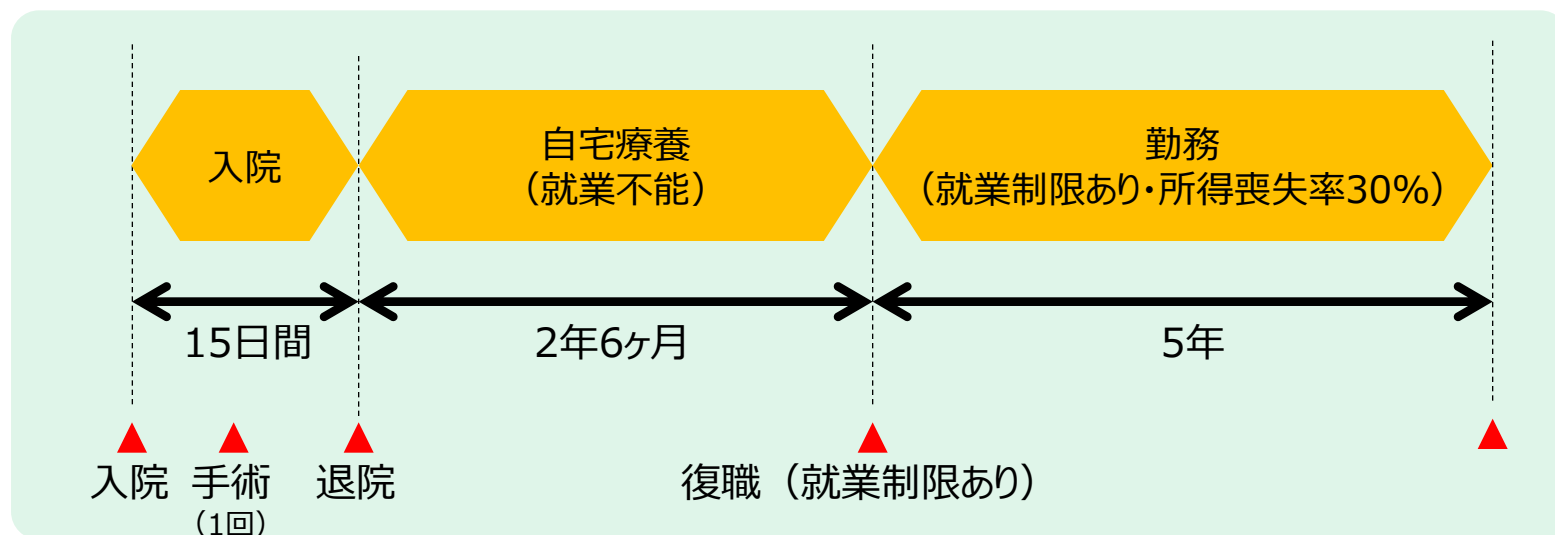 入院
自宅療養
（就業不能）
勤務
（就業制限あり・所得喪失率30%）
15日間
2年6ヶ月
5年
入院
手術
（1回）
退院
復職（就業制限あり）